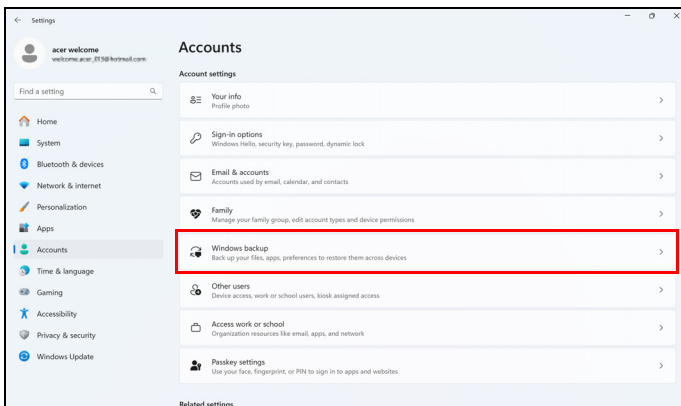 Settings
acer welcome
Find a setting
Home
System
Bluetooth & devices
Network & internet
Personalization
Apps
Accounts
Time & language
Gaming
Accessibility
Privacy & security
Windows Update
Accounts
Account settings
Your info
Profile photo
Sign-in options
Windows Hello, security key, password, dynamic lock
Email & accounts
Accounts used by email, calendar, and contacts
Family
Manage your family group, edit account types and device permissions
Windows backup
Back up your files, apps, preferences to restore them across devices
Other users
Device access, work or school users, kiosk assigned access
Access work or school
Organization resources like email, apps, and network
Passkey settings
Use your face, fingerprint, or PIN to sign in to apps and websites
Related settings